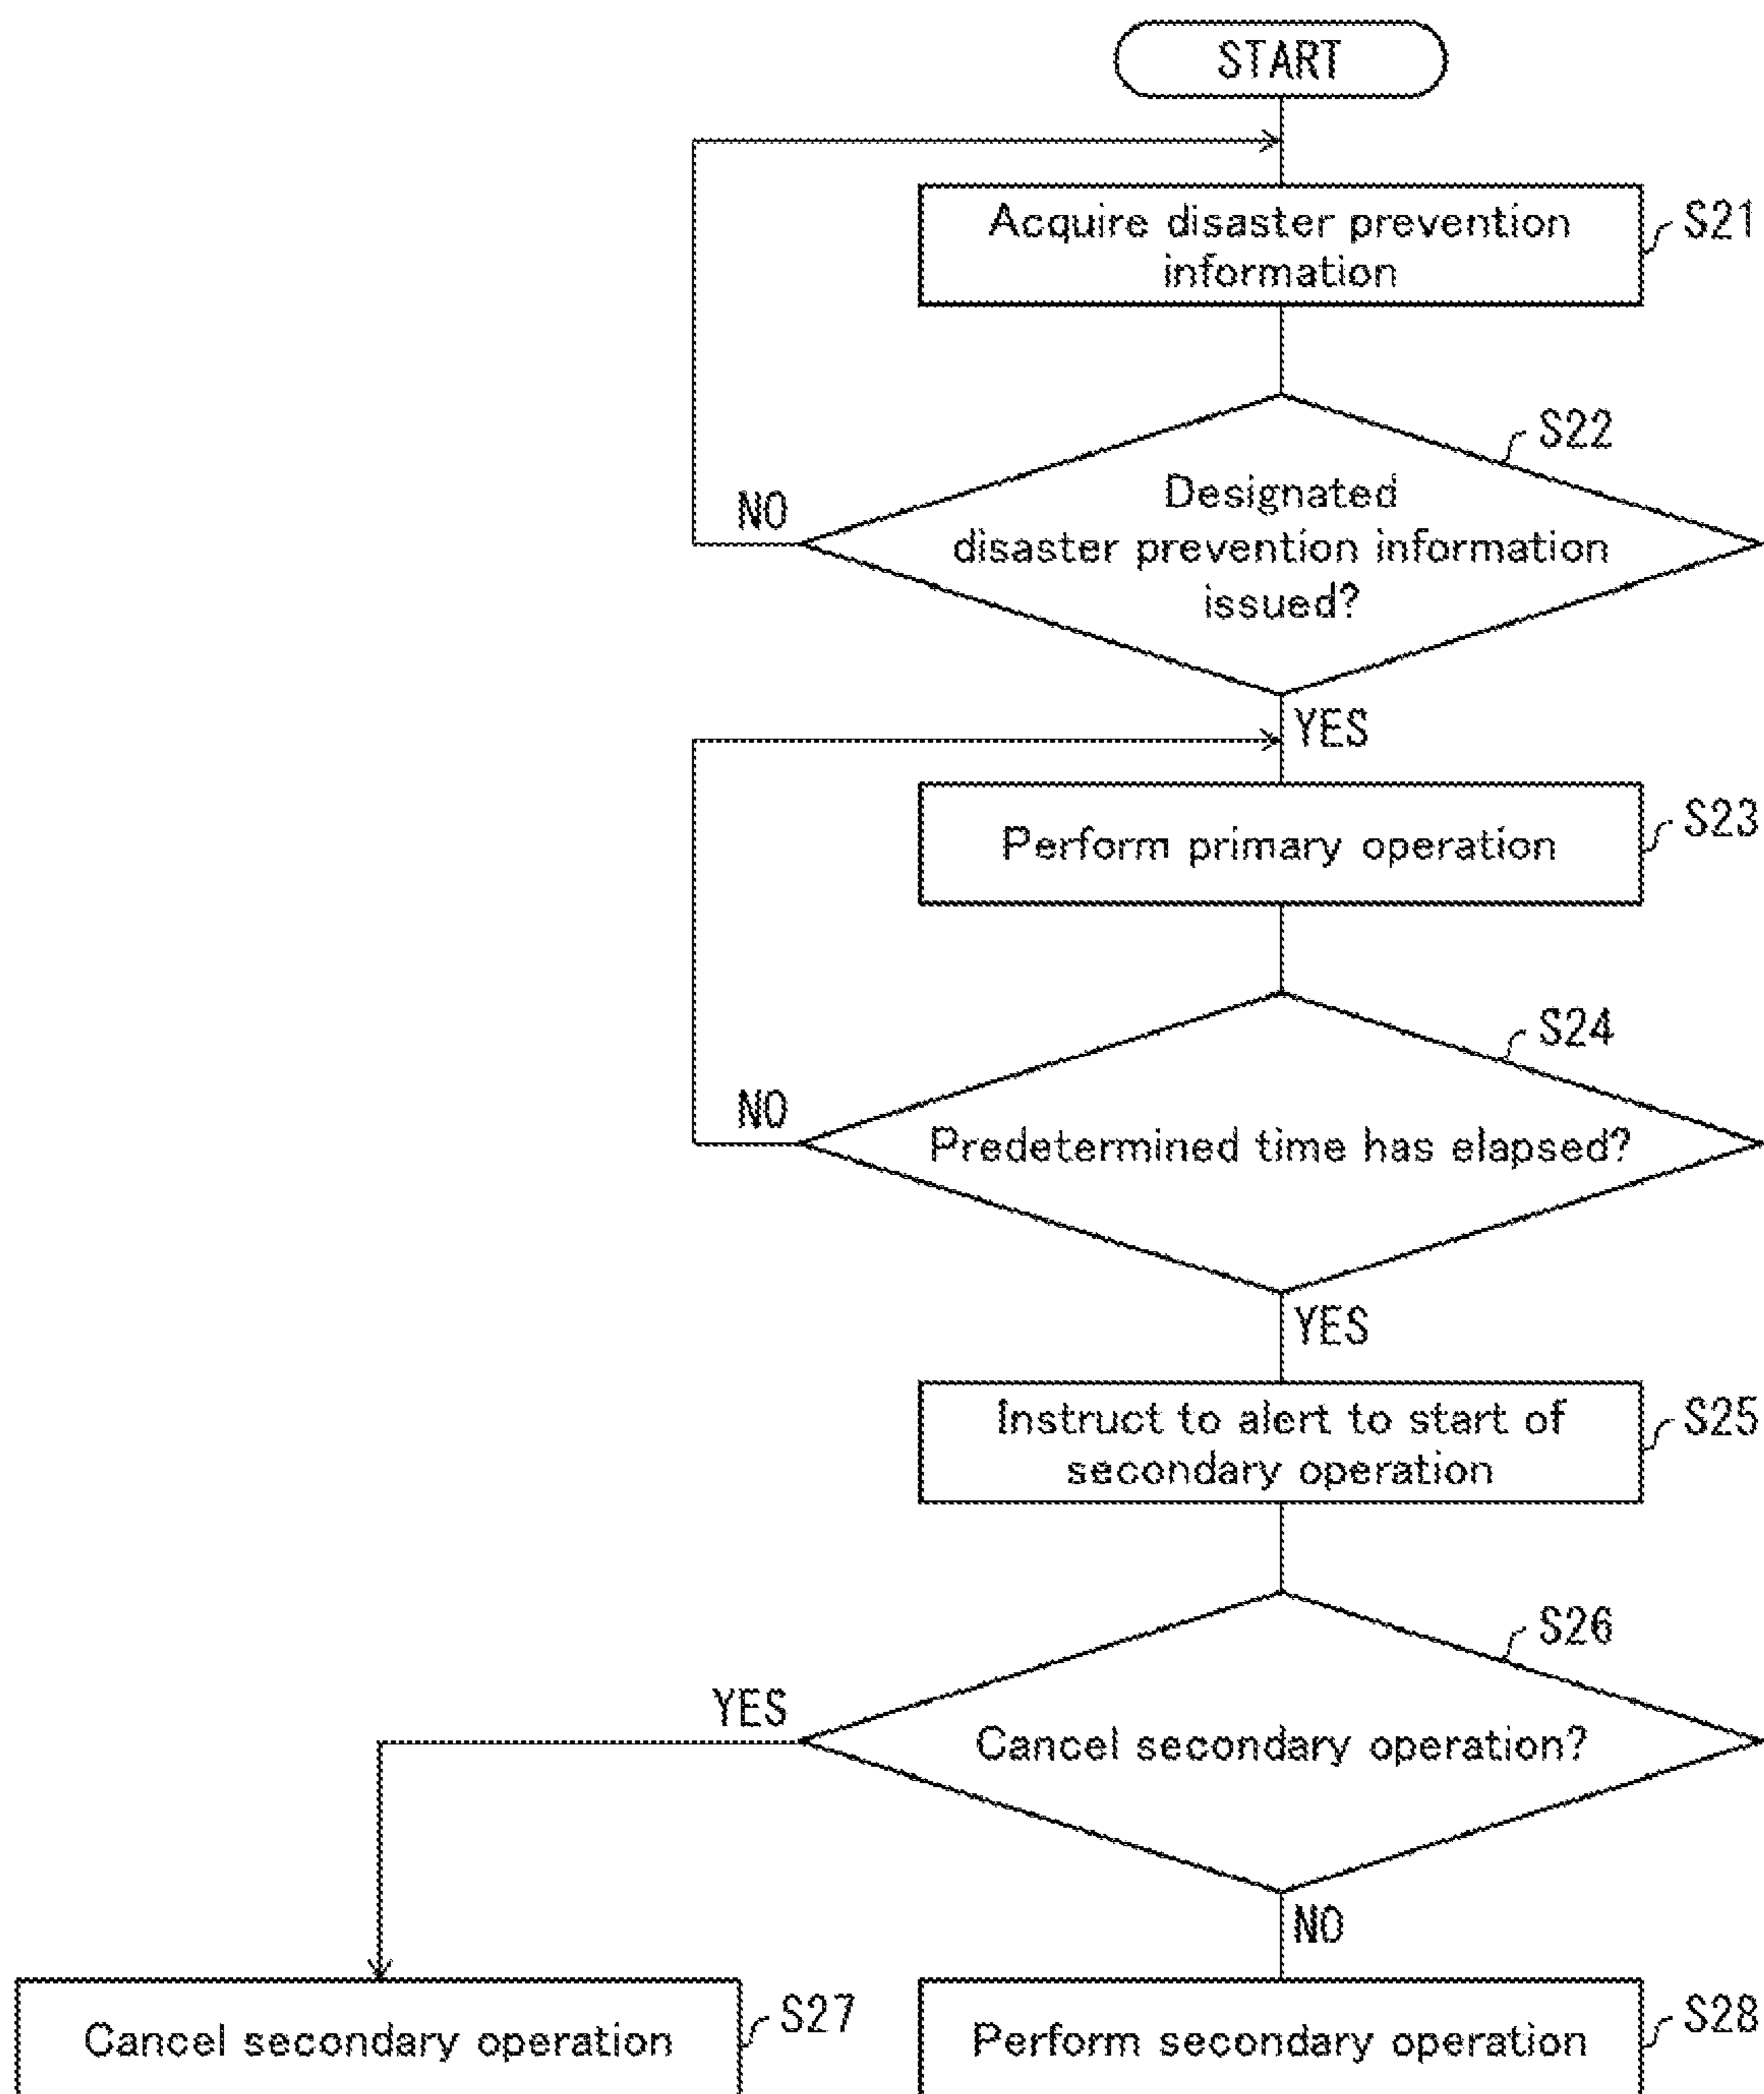 START
Acquire disaster prevention
information
S21
S22
Designated
disaster prevention information
issued?
NO
YES
Perform primary operation
S23
S24
Predetermined time has elapsed?
NO
YES
Instruct to alert to start of
secondary operation
S25
S26
Cancel secondary operation?
YES
NO
Cancel secondary operation
S27
Perform secondary operation
S28